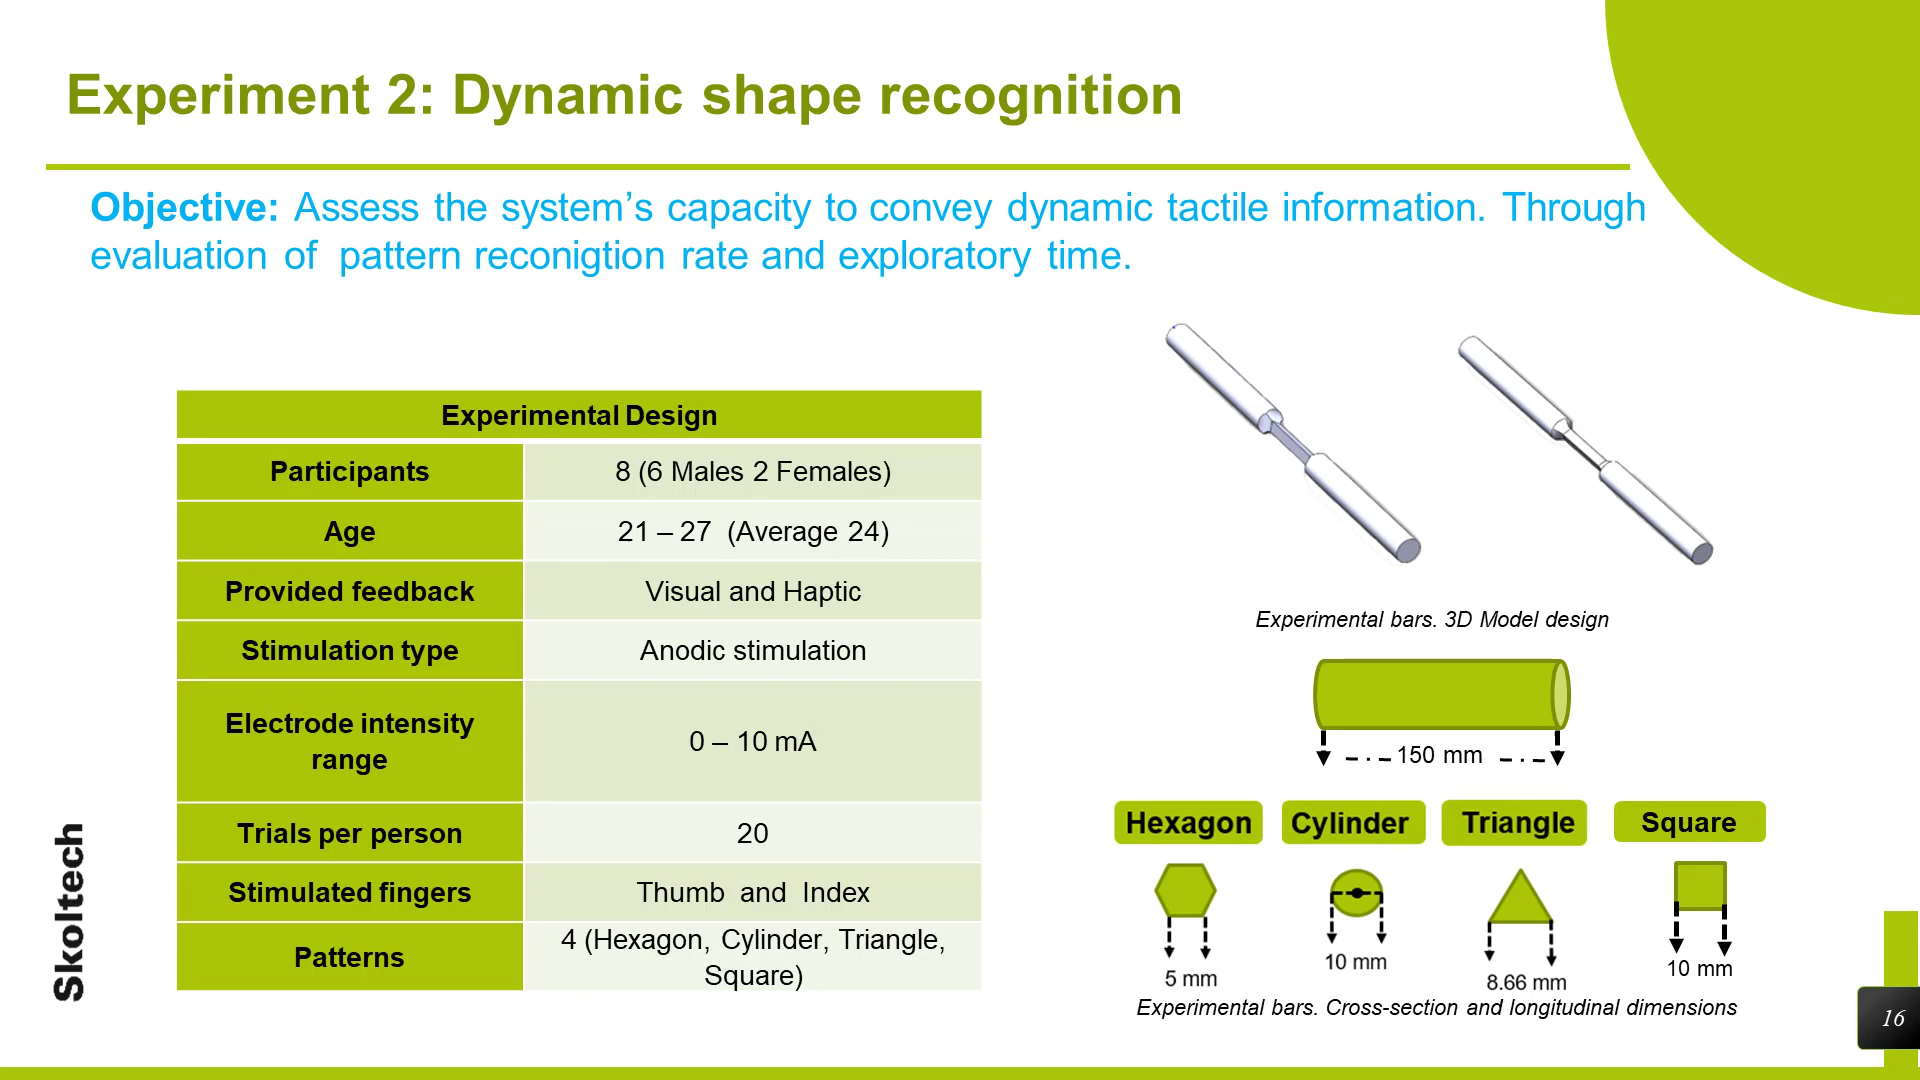 Experiment 2: Dynamic shape recognition
Objective: Assess the system’s capacity to convey dynamic tactile information. Through
evaluation of pattern reconigtion rate and exploratory time.
Experimental Design
Participants 8 (6 Males 2 Females)
Age 21 – 27 (Average 24)
Provided feedback Visual and Haptic
Stimulation type Anodic stimulation
Electrode intensity
range
0 – 10 mA
Trials per person 20
Stimulated fingers Thumb and Index
Patterns
4 (Hexagon, Cylinder, Triangle,
Square)
Experimental bars. 3D Model design
150 mm
Hexagon Cylinder Triangle Square
5 mm 10 mm 8.66 mm 10 mm
Experimental bars. Cross-section and longitudinal dimensions
Skoltech
16